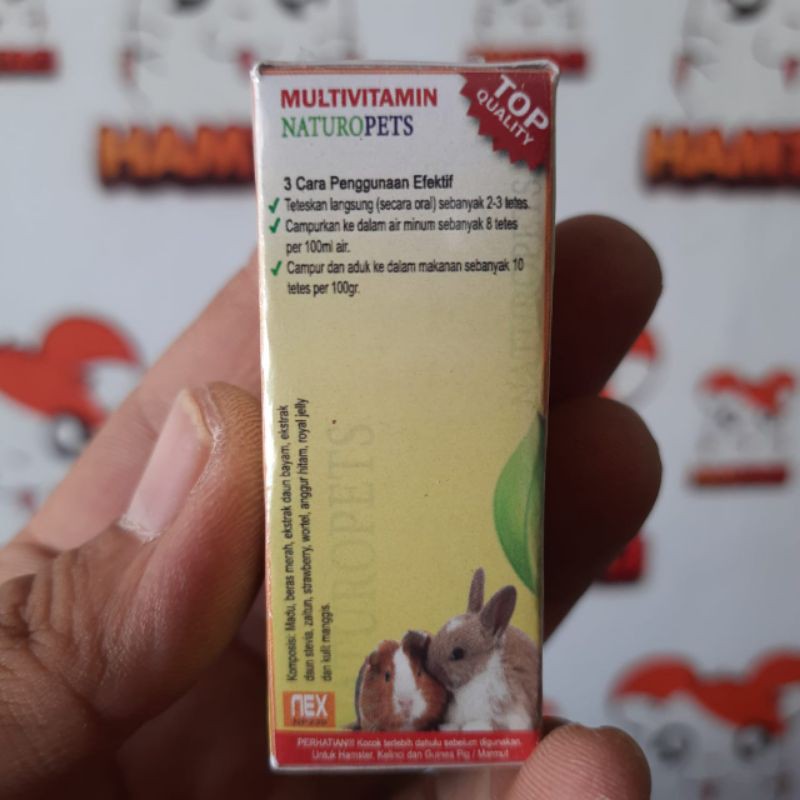 MULTIVITAMIN
NATUROPETS
TOP
QUALITY
3 Cara Penggunaan Efektif
Teteskan langsung (secara oral) sebanyak 2-3 tetes.
Campurkan ke dalam air minum sebanyak 8 tetes
per 100ml air.
Campur dan aduk ke dalam makanan sebanyak 10
tetes per 100gr.
Komposisi: Madu, beras merah, ekstrak daun bayam, ekstrak
daun stevia, zaitun, strawberry, wortel, anggur hitam, royal jelly
dan kulit manggis.
NATUROPETS
NEX
PERHATIAN!!! Kocok terlebih dahulu sebelum digunakan.
Untuk Hamster, Kelinci dan Guinea Pig / Marmut